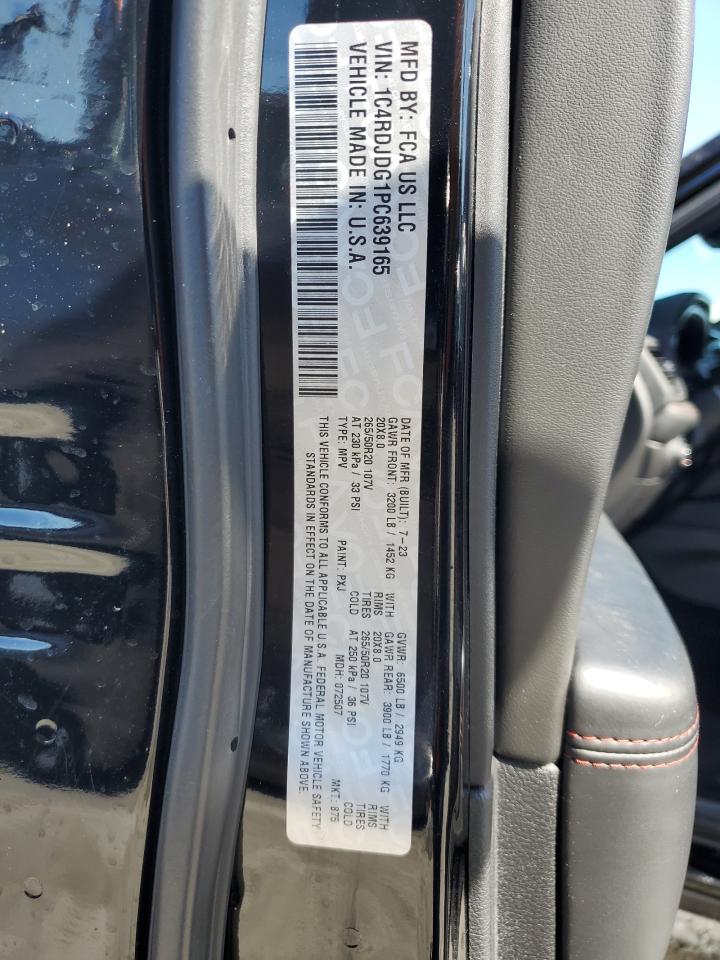 MFD BY: FCA US LLC
VIN: 1C4RDJDG1PC639165
VEHICLE MADE IN: U.S.A.
DATE OF MFR (BUILT): 7-23 GVWR: 6500 LB / 2949 KG
GAWR FRONT: 3200 LB / 1452 KG WITH GAWR REAR: 3900 LB / 1770 KG WITH
20X8.0 RIMS 20X8.0 RIMS
265/50R20 107V TIRES 265/50R20 107V TIRES
AT 230 kPa / 33 PSI COLD AT 250 kPa / 36 PSI COLD
TYPE: MPV PAINT: PXJ MDH: 072507 MKT: 875
THIS VEHICLE CONFORMS TO ALL APPLICABLE U.S.A. FEDERAL MOTOR VEHICLE SAFETY
STANDARDS IN EFFECT ON THE DATE OF MANUFACTURE SHOWN ABOVE.